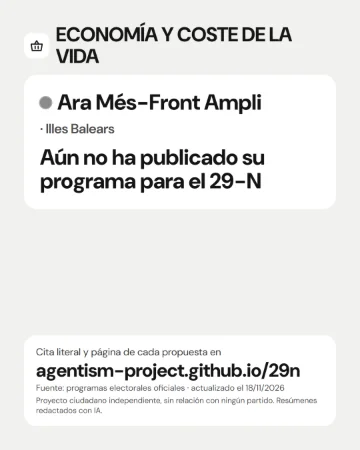 ECONOMÍA Y COSTE DE LA
VIDA
Ara Més-Front Ampli
· Illes Balears
Aún no ha publicado su
programa para el 29-N
Cita literal y página de cada propuesta en
agentism-project.github.io/29n
Fuente: programas electorales oficiales · actualizado el 18/11/2026
Proyecto ciudadano independiente, sin relación con ningún partido. Resúmenes
redactados con IA.